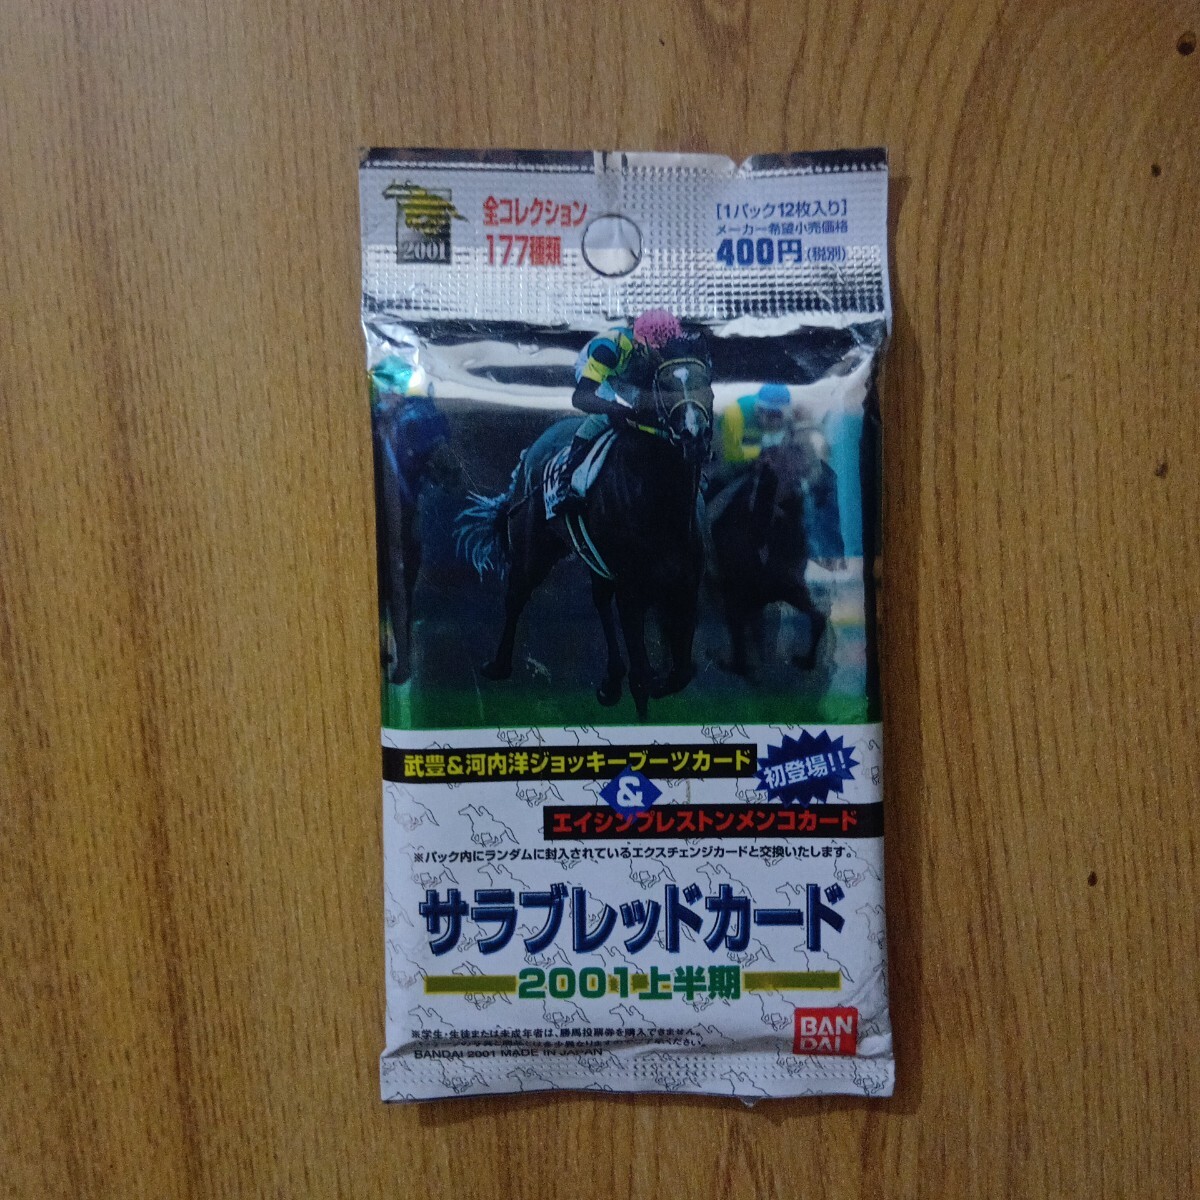 2001
全コレクション
177種類
[1パック12枚入り]
メーカー希望小売価格
400円(税別)
武豊&河内洋ジョッキーブーツカード
初登場!!
&
エイシンプレストンメンコカード
※パック内にランダムに封入されているエクスチェンジカードと交換いたします。
サラブレッドカード
2001上半期
※学生・生徒または未成年者は、勝馬投票券を購入できません。
BANDAI 2001 MADE IN JAPAN
BAN
DAI